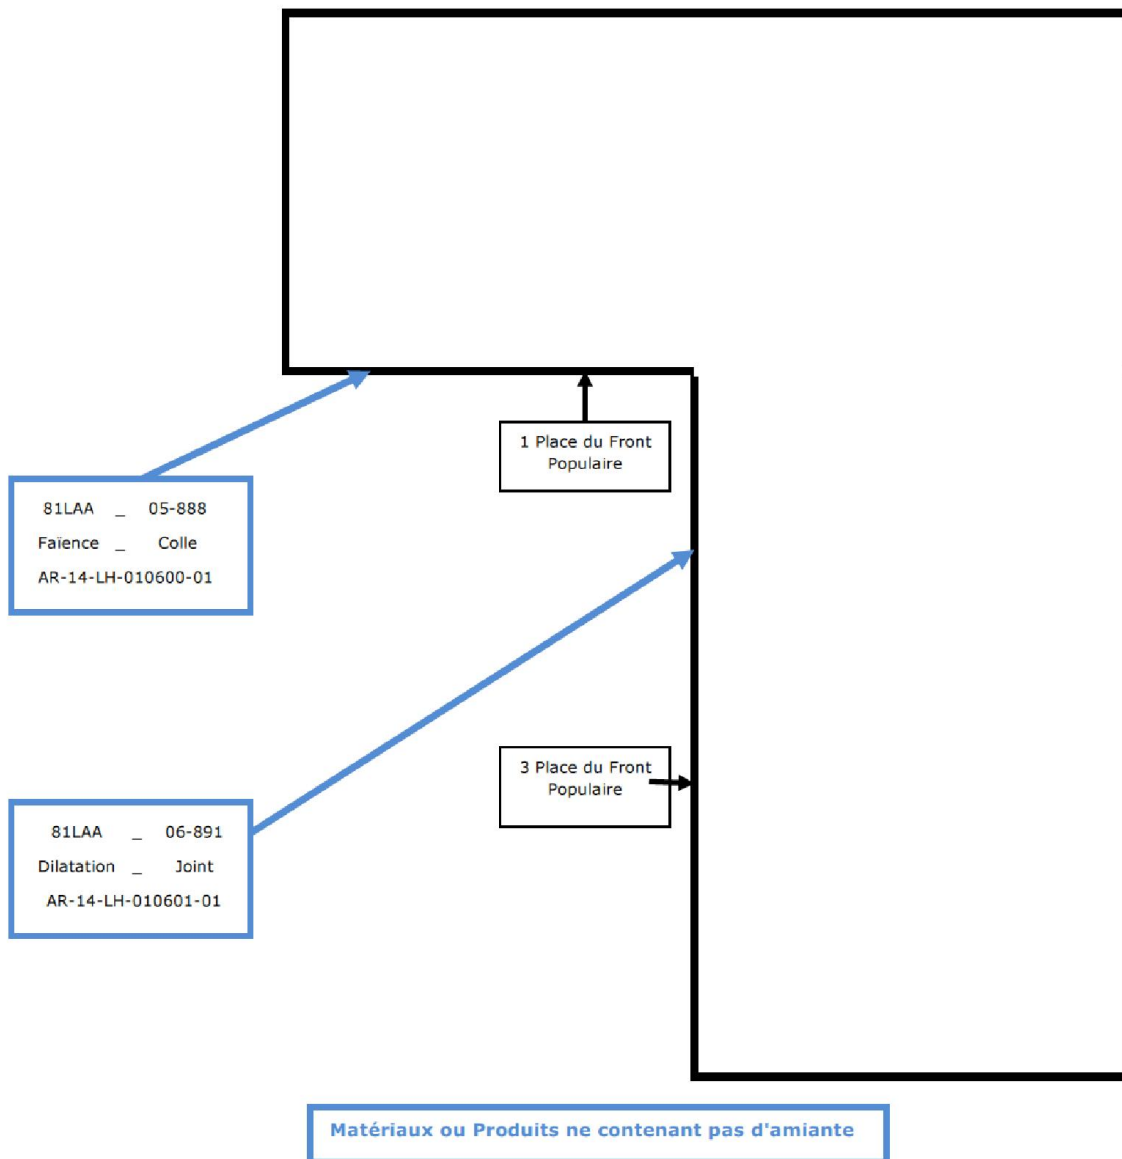 1 Place du Front
Populaire
81LAA _ 05-888
Faïence _ Colle
AR-14-LH-010600-01
3 Place du Front
Populaire
81LAA _ 06-891
Dilatation _ Joint
AR-14-LH-010601-01
Matériaux ou Produits ne contenant pas d'amiante